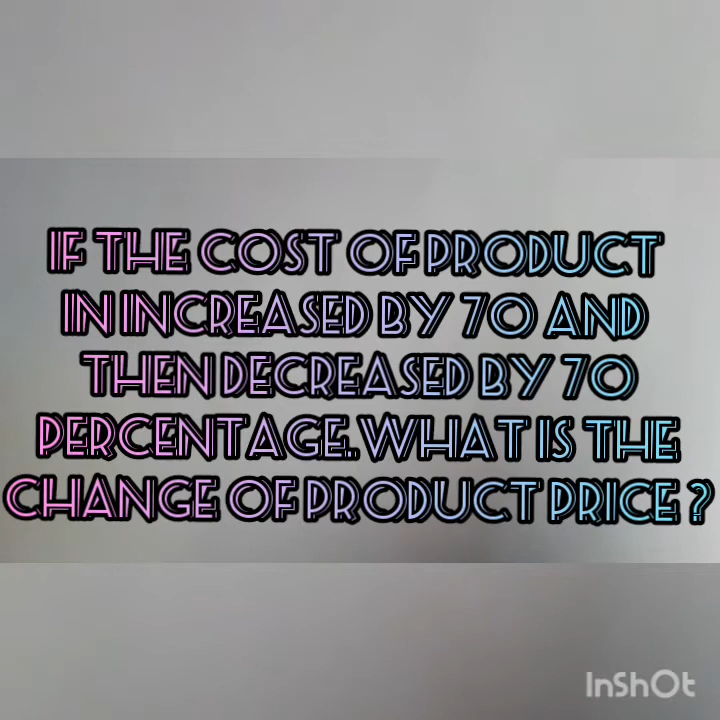 IF THE COST OF PRODUCT
IN INCREASED BY 70 AND
THEN DECREASED BY 70
PERCENTAGE. WHAT IS THE
CHANGE OF PRODUCT PRICE ?
InShOt